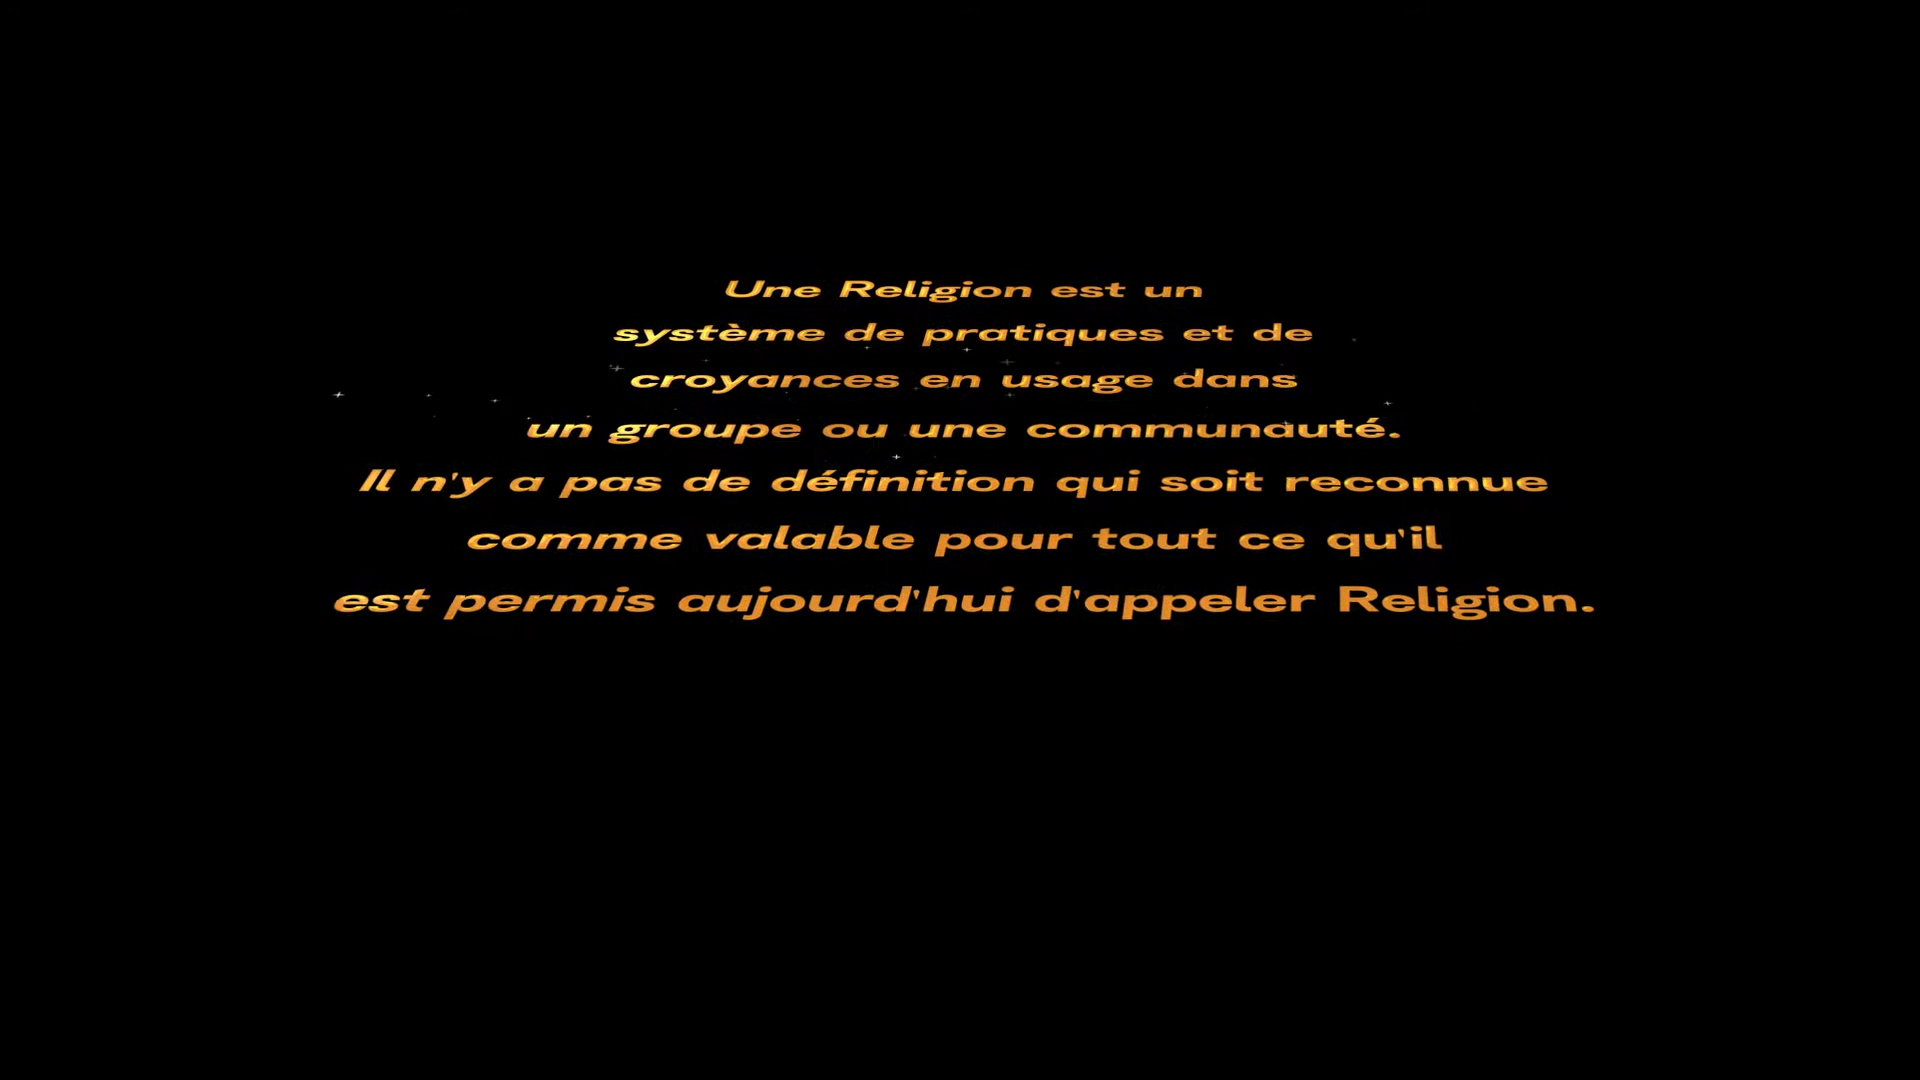 Une Religion est un
système de pratiques et de
croyances en usage dans
un groupe ou une communauté.
Il n'y a pas de définition qui soit reconnue
comme valable pour tout ce qu'il
est permis aujourd'hui d'appeler Religion.